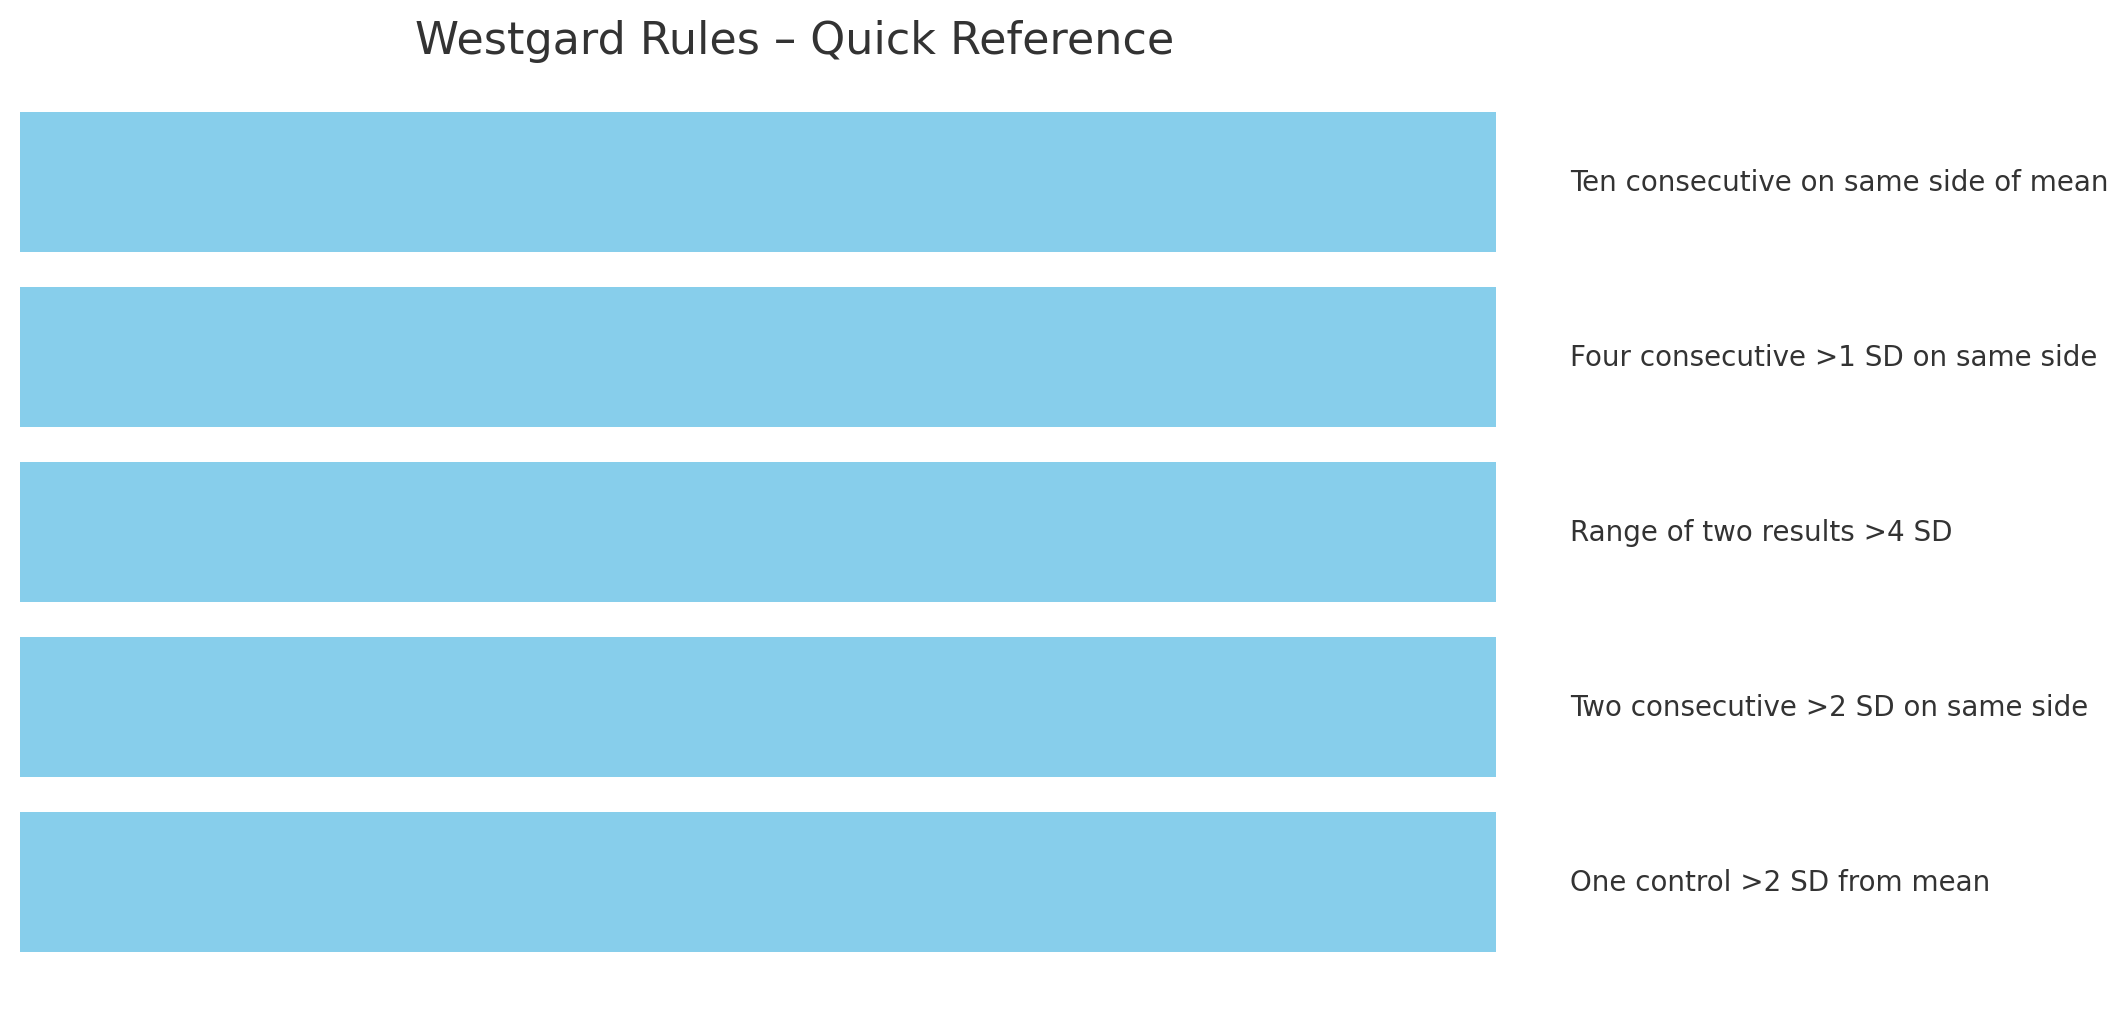 Westgard Rules – Quick Reference
Ten consecutive on same side of mean
Four consecutive >1 SD on same side
Range of two results >4 SD
Two consecutive >2 SD on same side
One control >2 SD from mean